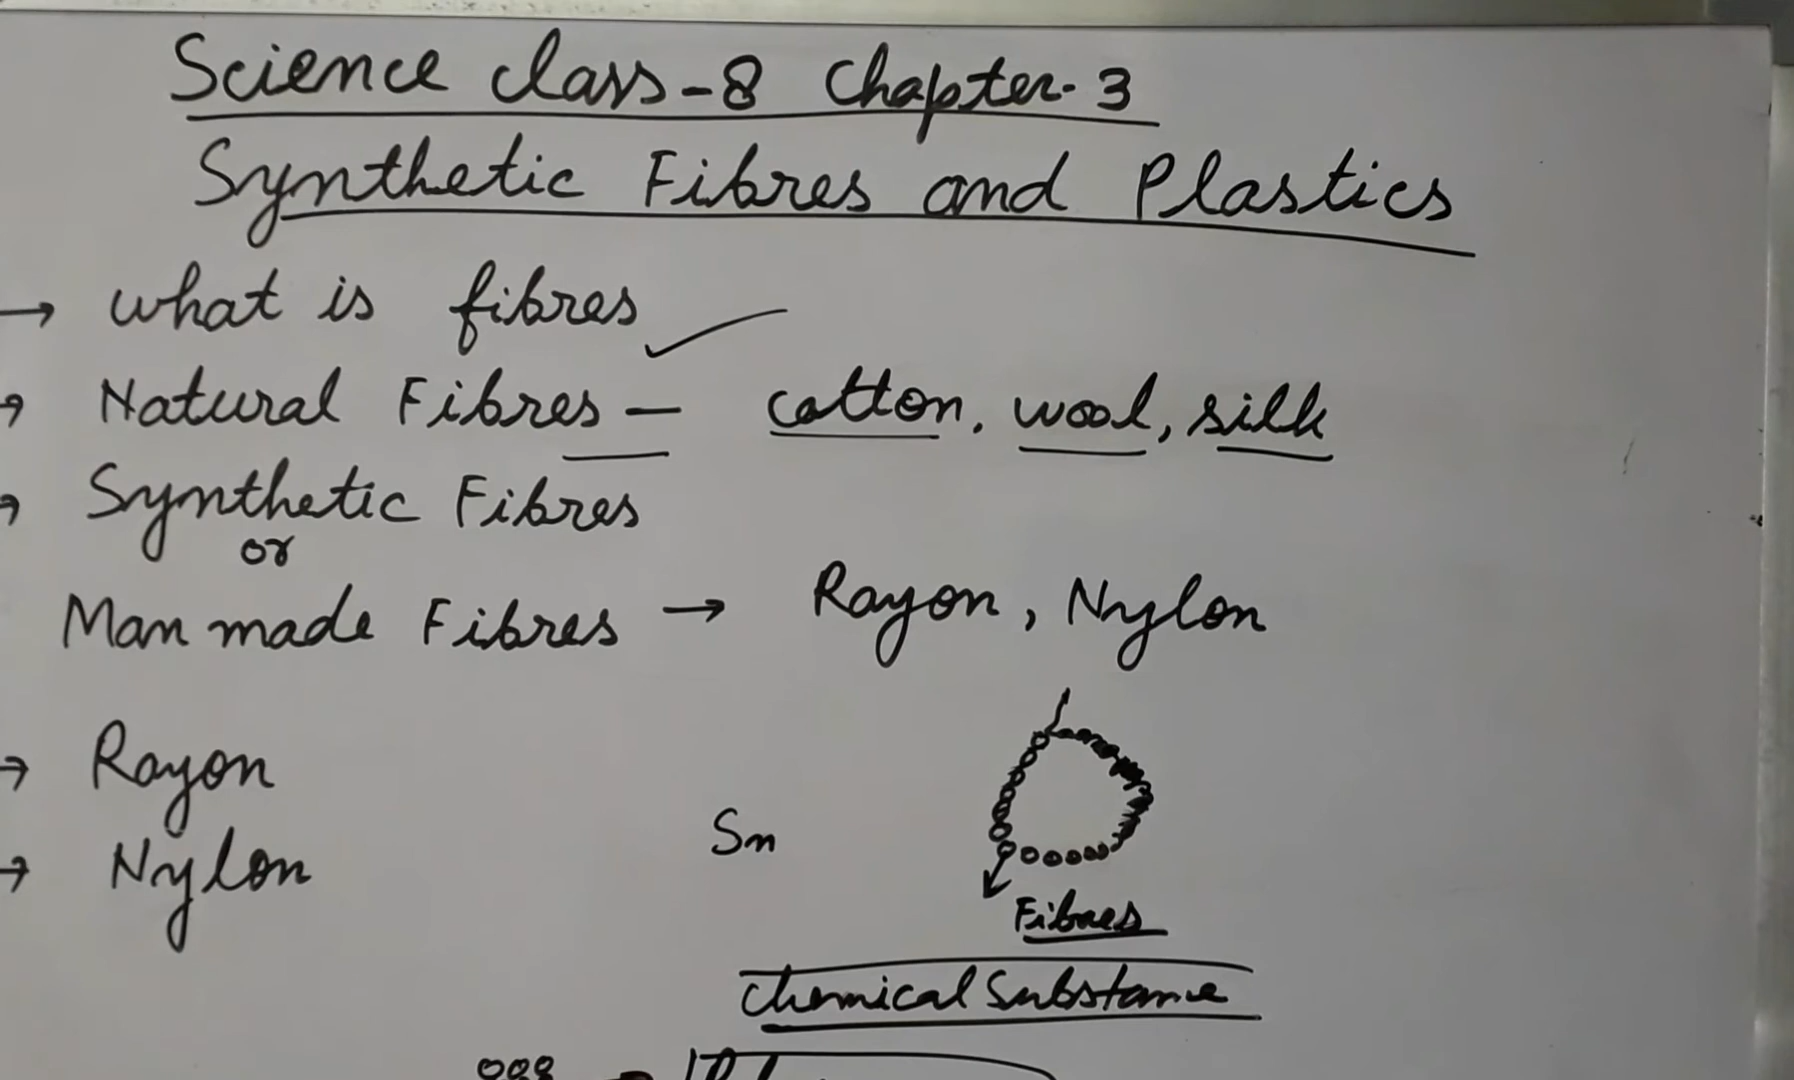 Science class-8 Chapter-3
Synthetic Fibres and Plastics
→ what is fibres
→ Natural Fibres — cotton, wool, silk
→ Synthetic Fibres
or
Man made Fibres → Rayon, Nylon
→ Rayon
Sn
→ Nylon
Fibres
Chemical Substance